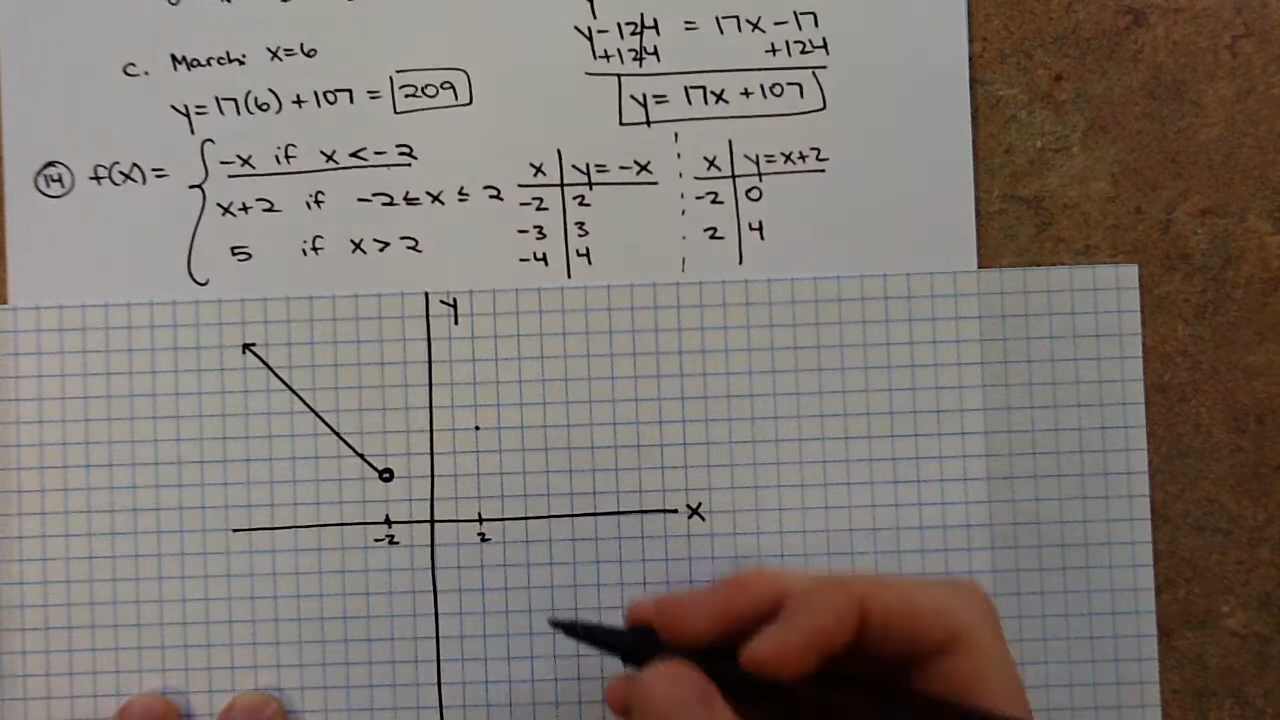 y-124 = 17x-17
+124 +124
y= 17x +107
c. March: x=6
y=17(6) +107 = 209
14 f(x)= { -x if x<-2
x+2 if -2≤x≤2
5 if x>2
x | y=-x
-2 | 2
-3 | 3
-4 | 4
x | y=x+2
-2 | 0
2 | 4
y
x
-2 2